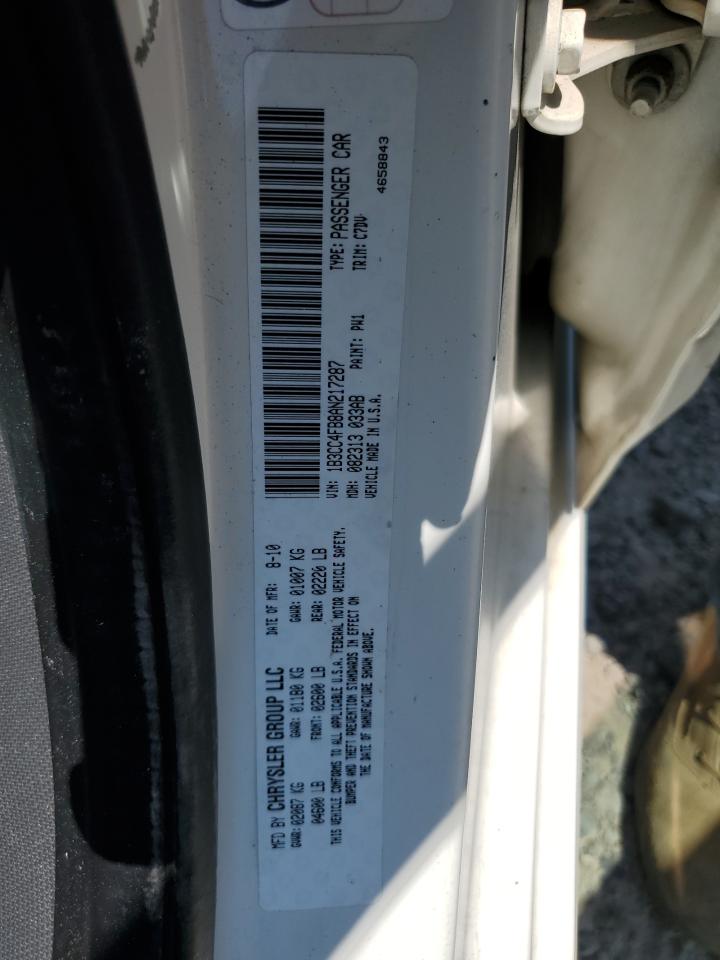 MFD BY CHRYSLER GROUP LLC
DATE OF MFR: 8-10
GVWR: 02087 KG
GAWR: 01180 KG
GAWR: 01007 KG
04600 LB
FRONT: 02600 LB
REAR: 02220 LB
THIS VEHICLE CONFORMS TO ALL APPLICABLE U.S.A. FEDERAL MOTOR VEHICLE SAFETY,
BUMPER AND THEFT PREVENTION STANDARDS IN EFFECT ON
THE DATE OF MANUFACTURE SHOWN ABOVE.
VIN: 1B3CC4FB8AN217287
TYPE: PASSENGER CAR
MDH: 082313 033AB
PAINT: PW1
TRIM: C7DV
VEHICLE MADE IN U.S.A.
4658843